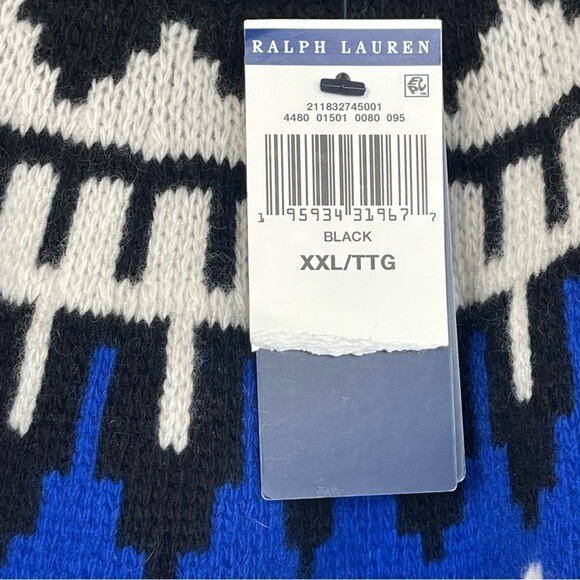 RALPH LAUREN
211832745001
4480 01501 0080 095
1 95934 31967 7
BLACK
XXL/TTG